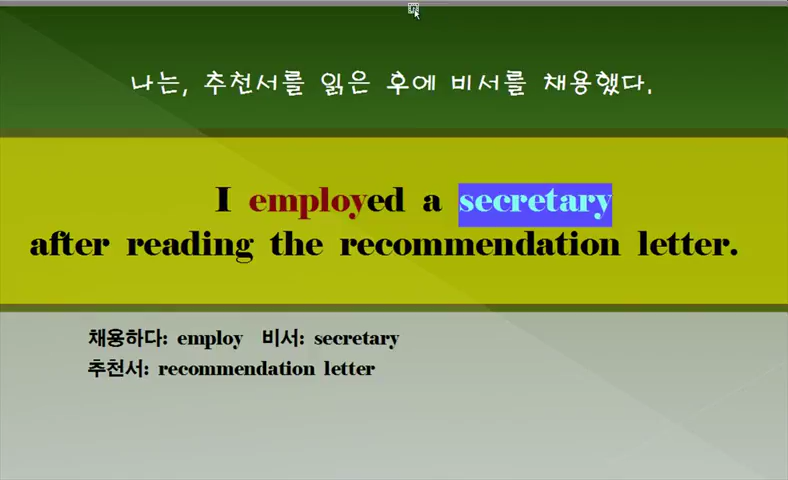 나는, 추천서를 읽은 후에 비서를 채용했다.
I employed a secretary
after reading the recommendation letter.
채용하다: employ 비서: secretary
추천서: recommendation letter